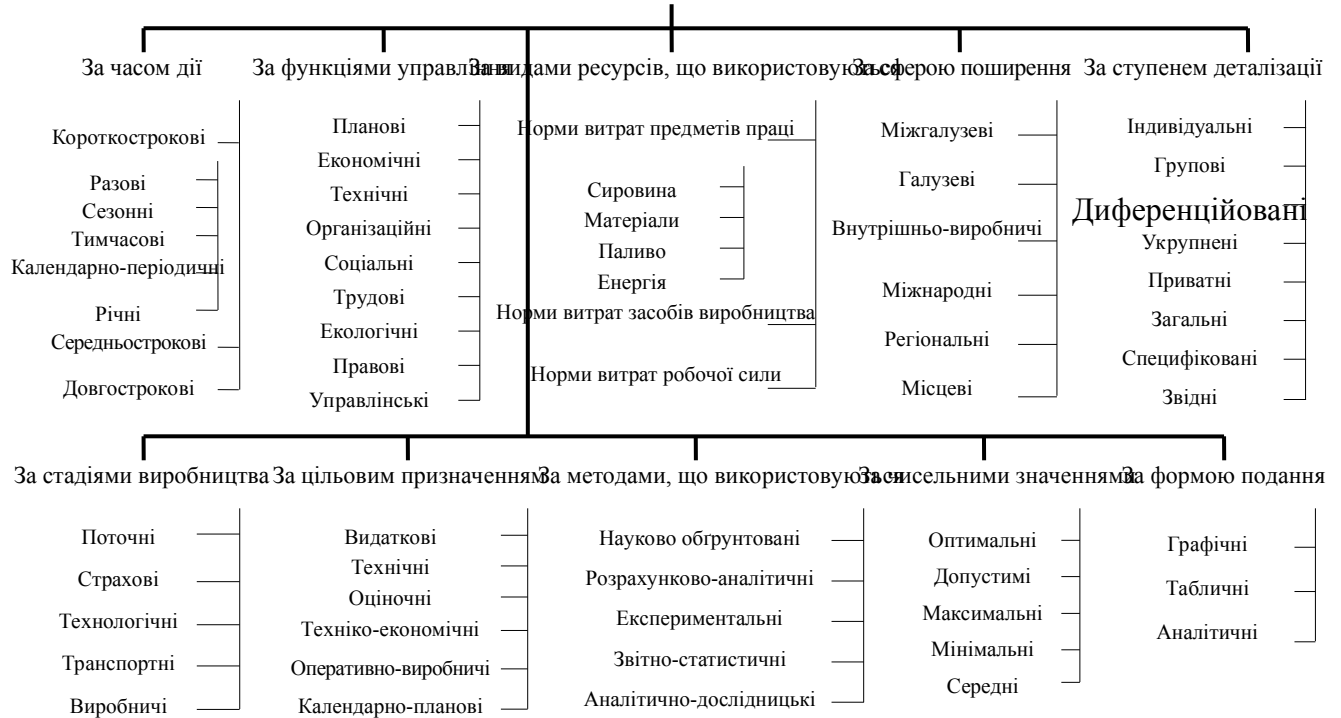 За часом дії
Короткострокові
Разові
Сезонні
Тимчасові
Календарно-періодичні
Річні
Середньострокові
Довгострокові
За функціями управління
Планові
Економічні
Технічні
Організаційні
Соціальні
Трудові
Екологічні
Правові
Управлінські
За видами ресурсів, що використовуються
Норми витрат предметів праці
Сировина
Матеріали
Паливо
Енергія
Норми витрат засобів виробництва
Норми витрат робочої сили
За сферою поширення
Міжгалузеві
Галузеві
Внутрішньо-виробничі
Міжнародні
Регіональні
Місцеві
За ступенем деталізації
Індивідуальні
Групові
Диференційовані
Укрупнені
Приватні
Загальні
Специфіковані
Звідні
За стадіями виробництва
Поточні
Страхові
Технологічні
Транспортні
Виробничі
За цільовим призначенням
Видаткові
Технічні
Оціночні
Техніко-економічні
Оперативно-виробничі
Календарно-планові
За методами, що використовуються
Науково обґрунтовані
Розрахунково-аналітичні
Експериментальні
Звітно-статистичні
Аналітично-дослідницькі
За чисельними значеннями
Оптимальні
Допустимі
Максимальні
Мінімальні
Середні
За формою подання
Графічні
Табличні
Аналітичні